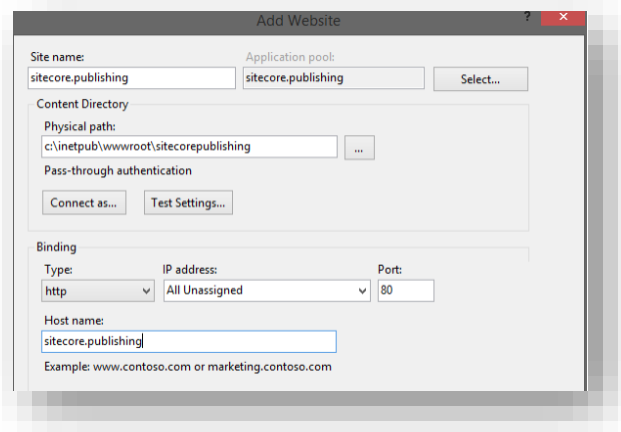 Add Website
? ×
Site name: Application pool:
sitecore.publishing sitecore.publishing Select...
Content Directory
Physical path:
c:\inetpub\wwwroot\sitecorepublishing ...
Pass-through authentication
Connect as... Test Settings...
Binding
Type: IP address: Port:
http All Unassigned 80
Host name:
sitecore.publishing
Example: www.contoso.com or marketing.contoso.com